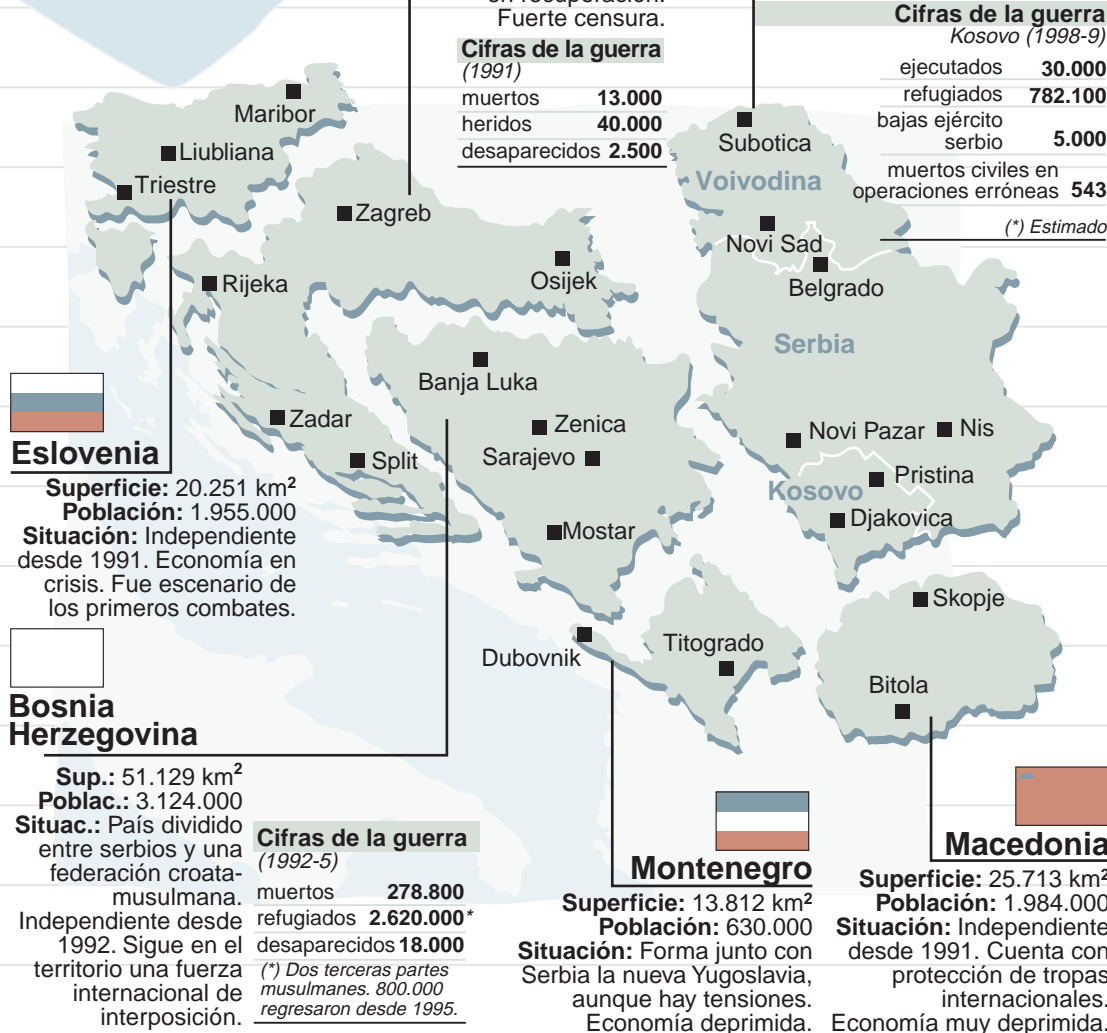 en recuperación.
Fuerte censura.
Cifras de la guerra
(1991)
muertos 13.000
heridos 40.000
desaparecidos 2.500
Cifras de la guerra
Kosovo (1998-9)
ejecutados 30.000
refugiados 782.100
bajas ejército
serbio 5.000
muertos civiles en
operaciones erróneas 543
(*) Estimado
Maribor
Liubliana
Triestre
Zagreb
Rijeka
Osijek
Subotica
Voivodina
Novi Sad
Belgrado
Serbia
Banja Luka
Zadar
Zenica
Split
Sarajevo
Mostar
Novi Pazar
Nis
Pristina
Kosovo
Djakovica
Skopje
Dubovnik
Titogrado
Bitola
Eslovenia
Superficie: 20.251 km²
Población: 1.955.000
Situación: Independiente
desde 1991. Economía en
crisis. Fue escenario de
los primeros combates.
Bosnia
Herzegovina
Sup.: 51.129 km²
Poblac.: 3.124.000
Situac.: País dividido
entre serbios y una
federación croata-
musulmana.
Independiente desde
1992. Sigue en el
territorio una fuerza
internacional de
interposición.
Cifras de la guerra
(1992-5)
muertos 278.800
refugiados 2.620.000*
desaparecidos 18.000
(*) Dos terceras partes
musulmanes. 800.000
regresaron desde 1995.
Montenegro
Superficie: 13.812 km²
Población: 630.000
Situación: Forma junto con
Serbia la nueva Yugoslavia,
aunque hay tensiones.
Economía deprimida.
Macedonia
Superficie: 25.713 km²
Población: 1.984.000
Situación: Independiente
desde 1991. Cuenta con
protección de tropas
internacionales.
Economía muy deprimida.